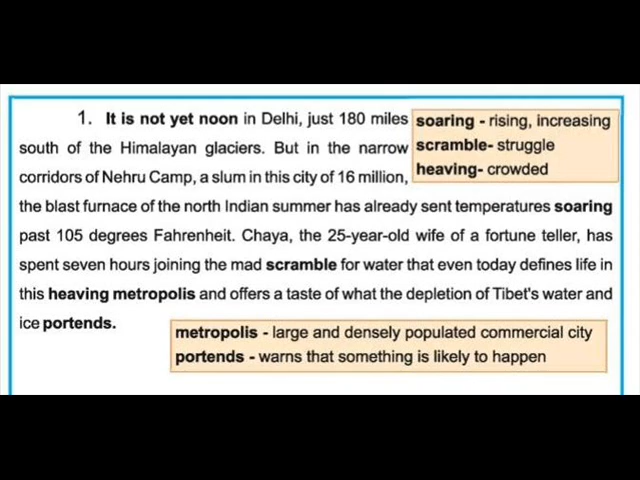 1. It is not yet noon in Delhi, just 180 miles
south of the Himalayan glaciers. But in the narrow
corridors of Nehru Camp, a slum in this city of 16 million,
soaring - rising, increasing
scramble- struggle
heaving- crowded
the blast furnace of the north Indian summer has already sent temperatures soaring
past 105 degrees Fahrenheit. Chaya, the 25-year-old wife of a fortune teller, has
spent seven hours joining the mad scramble for water that even today defines life in
this heaving metropolis and offers a taste of what the depletion of Tibet's water and
ice portends.
metropolis - large and densely populated commercial city
portends - warns that something is likely to happen